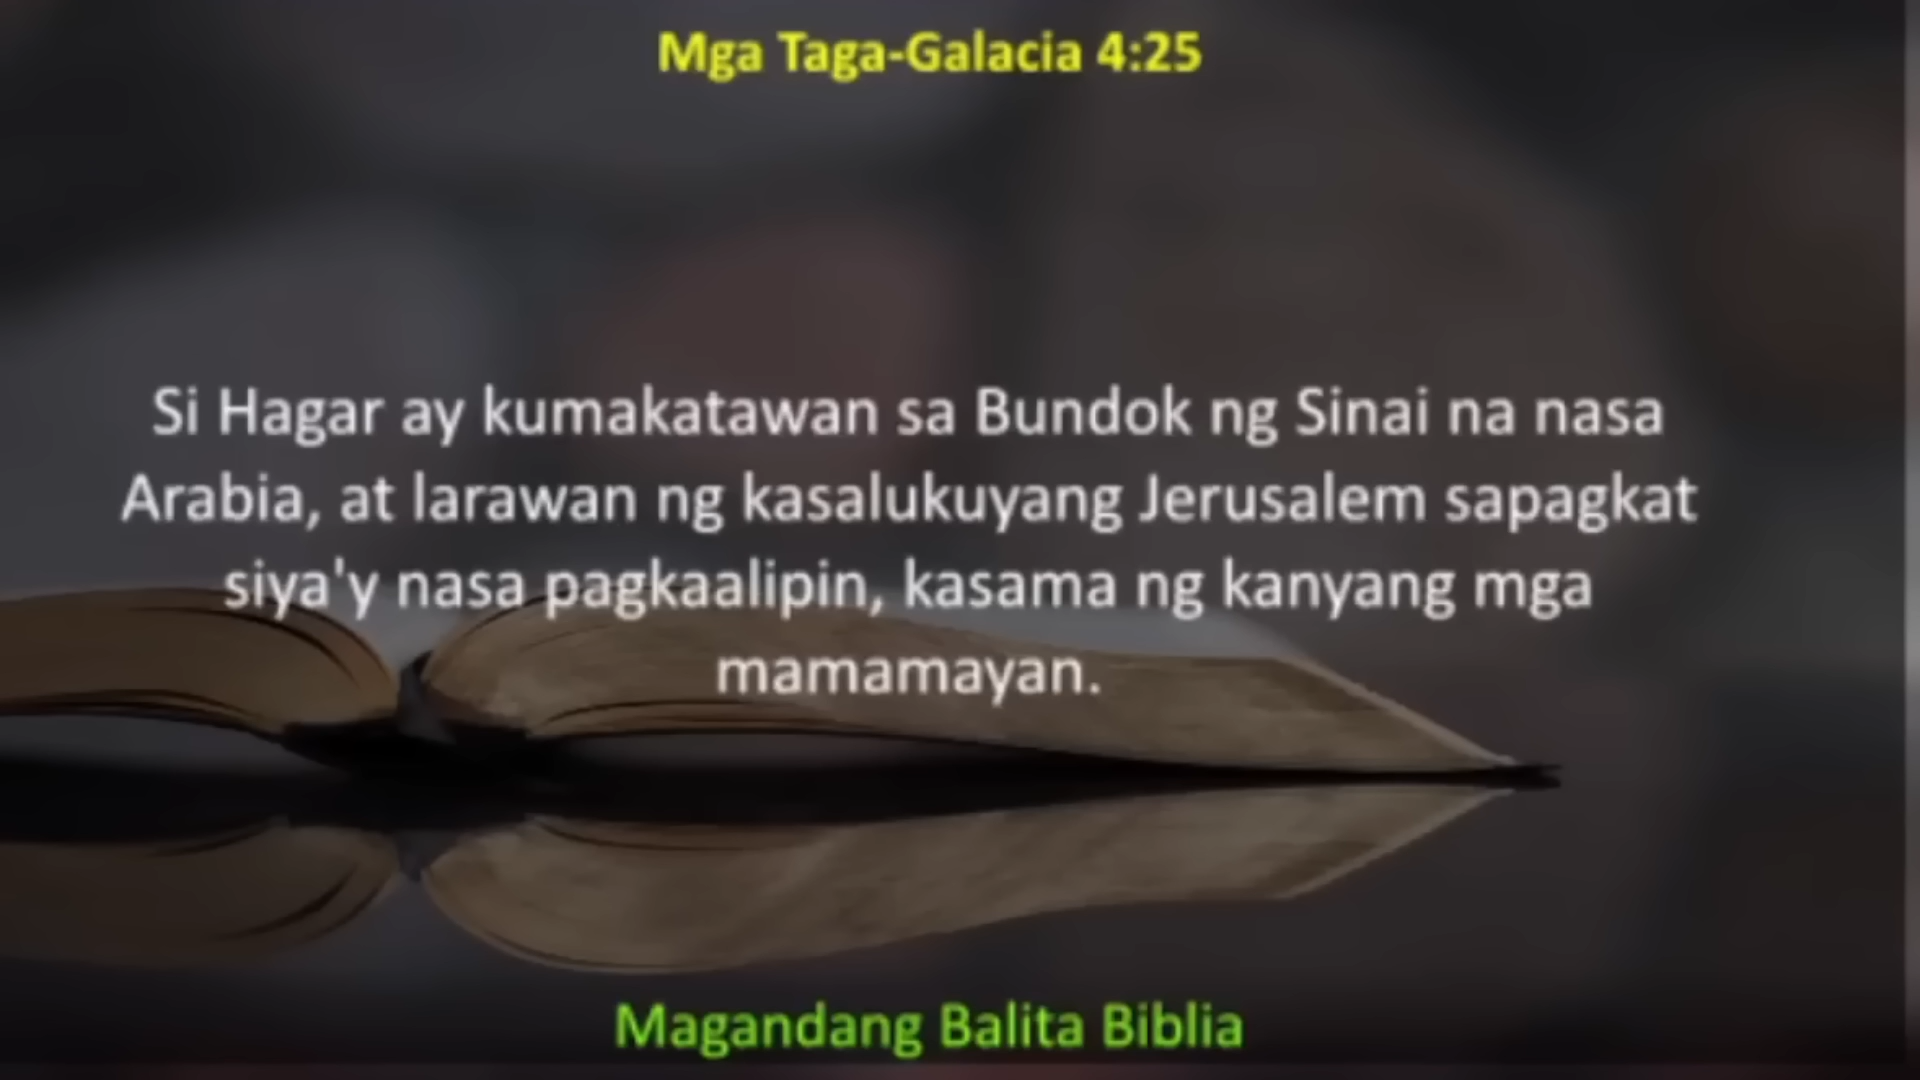 Mga Taga-Galacia 4:25
Si Hagar ay kumakatawan sa Bundok ng Sinai na nasa
Arabia, at larawan ng kasalukuyang Jerusalem sapagkat
siya'y nasa pagkaalipin, kasama ng kanyang mga
mamamayan.
Magandang Balita Biblia